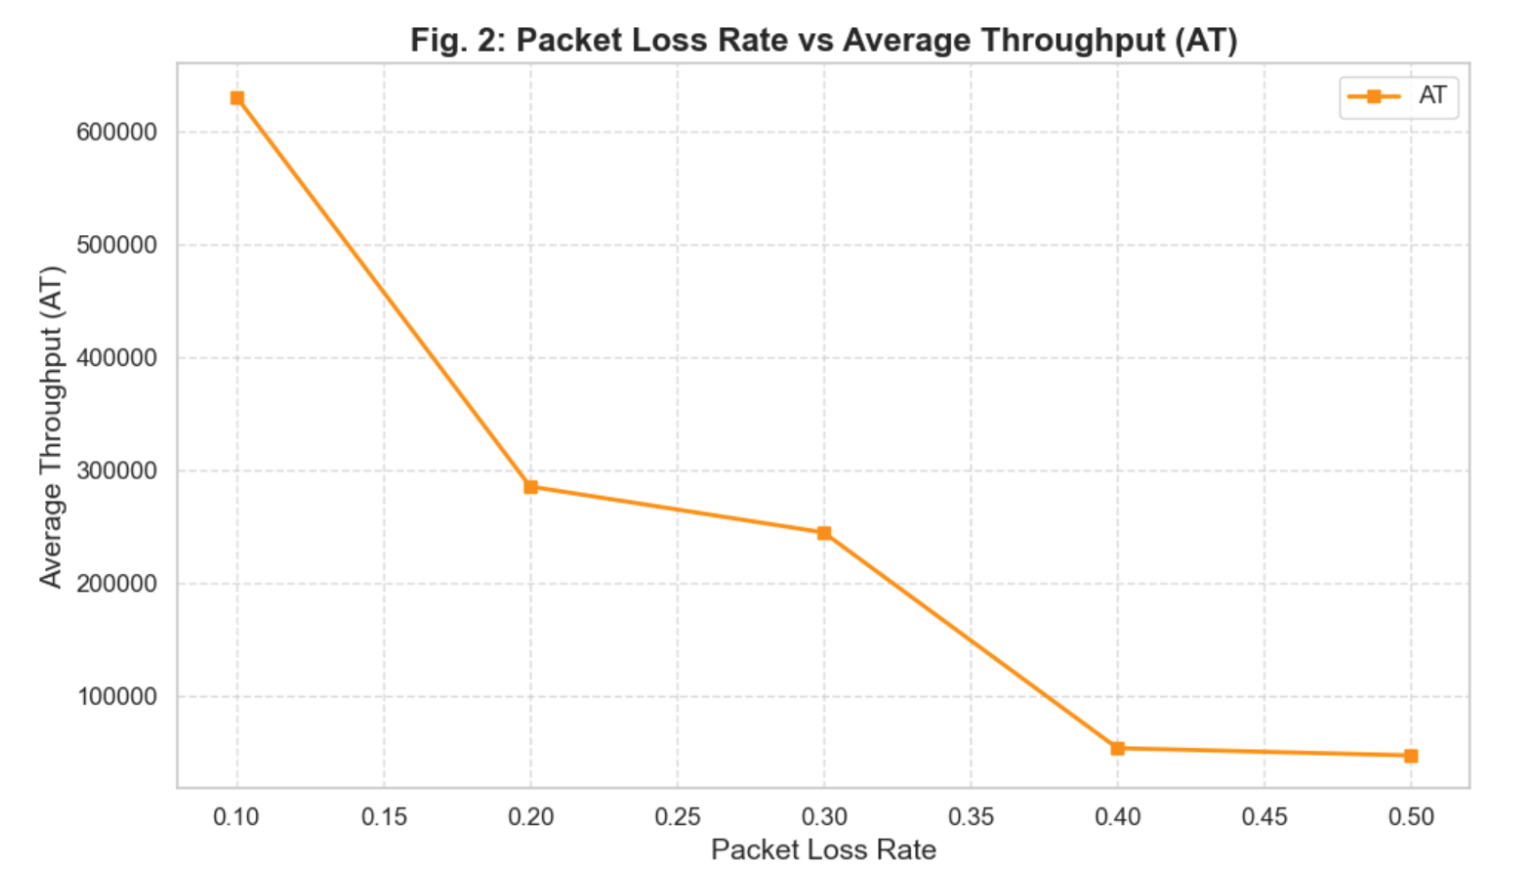 Fig. 2: Packet Loss Rate vs Average Throughput (AT)
AT
Average Throughput (AT)
600000
500000
400000
300000
200000
100000
0.10 0.15 0.20 0.25 0.30 0.35 0.40 0.45 0.50
Packet Loss Rate